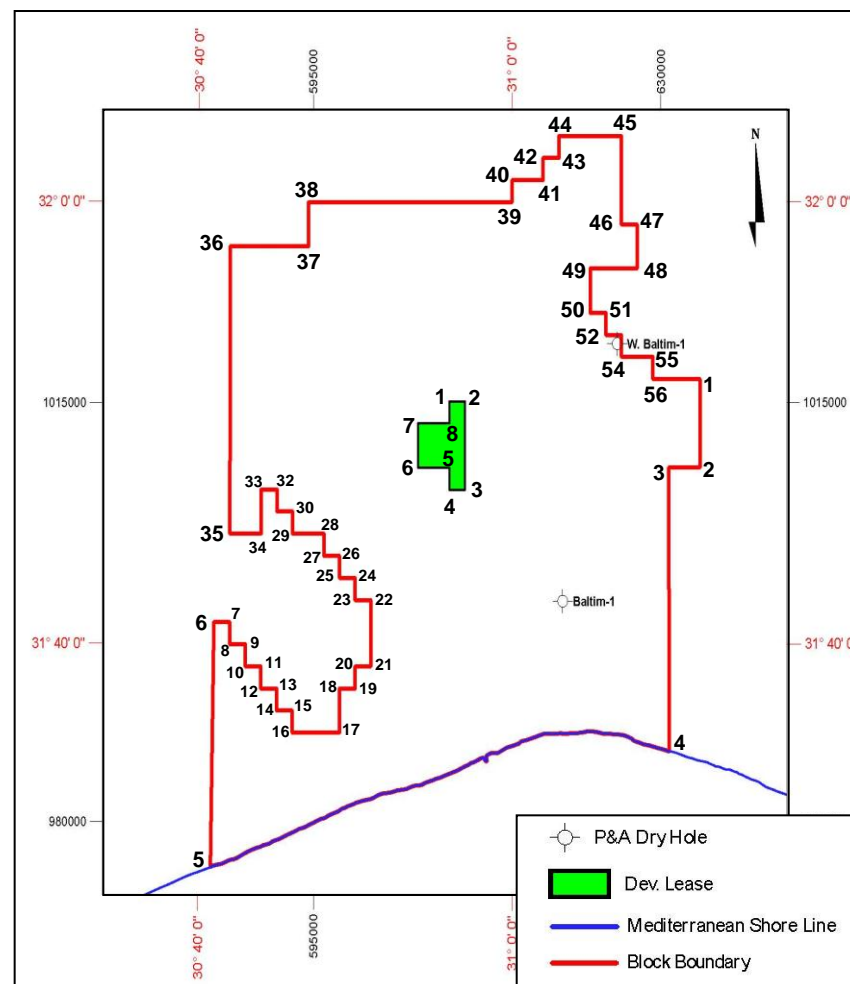 30° 40' 0"
595000
31° 0' 0"
630000
44 45
N
42 43
40 41
38 39
32° 0' 0" 32° 0' 0"
46 47
36 37
49 48
50 51
52 W. Baltim-1
54 55
56 1
1015000
1 2
7 8
3 2
6 5
4 3
33 32
30
35 34 29 28
27 26
25 24
23 22
Baltim-1
6 7
8 9
31° 40' 0" 31° 40' 0"
10 11 20 21
12 13 18 19
14 15
16 17
4
980000
5
P&A Dry Hole
Dev. Lease
Mediterranean Shore Line
Block Boundary
30° 40' 0"
595000
31° 0' 0"